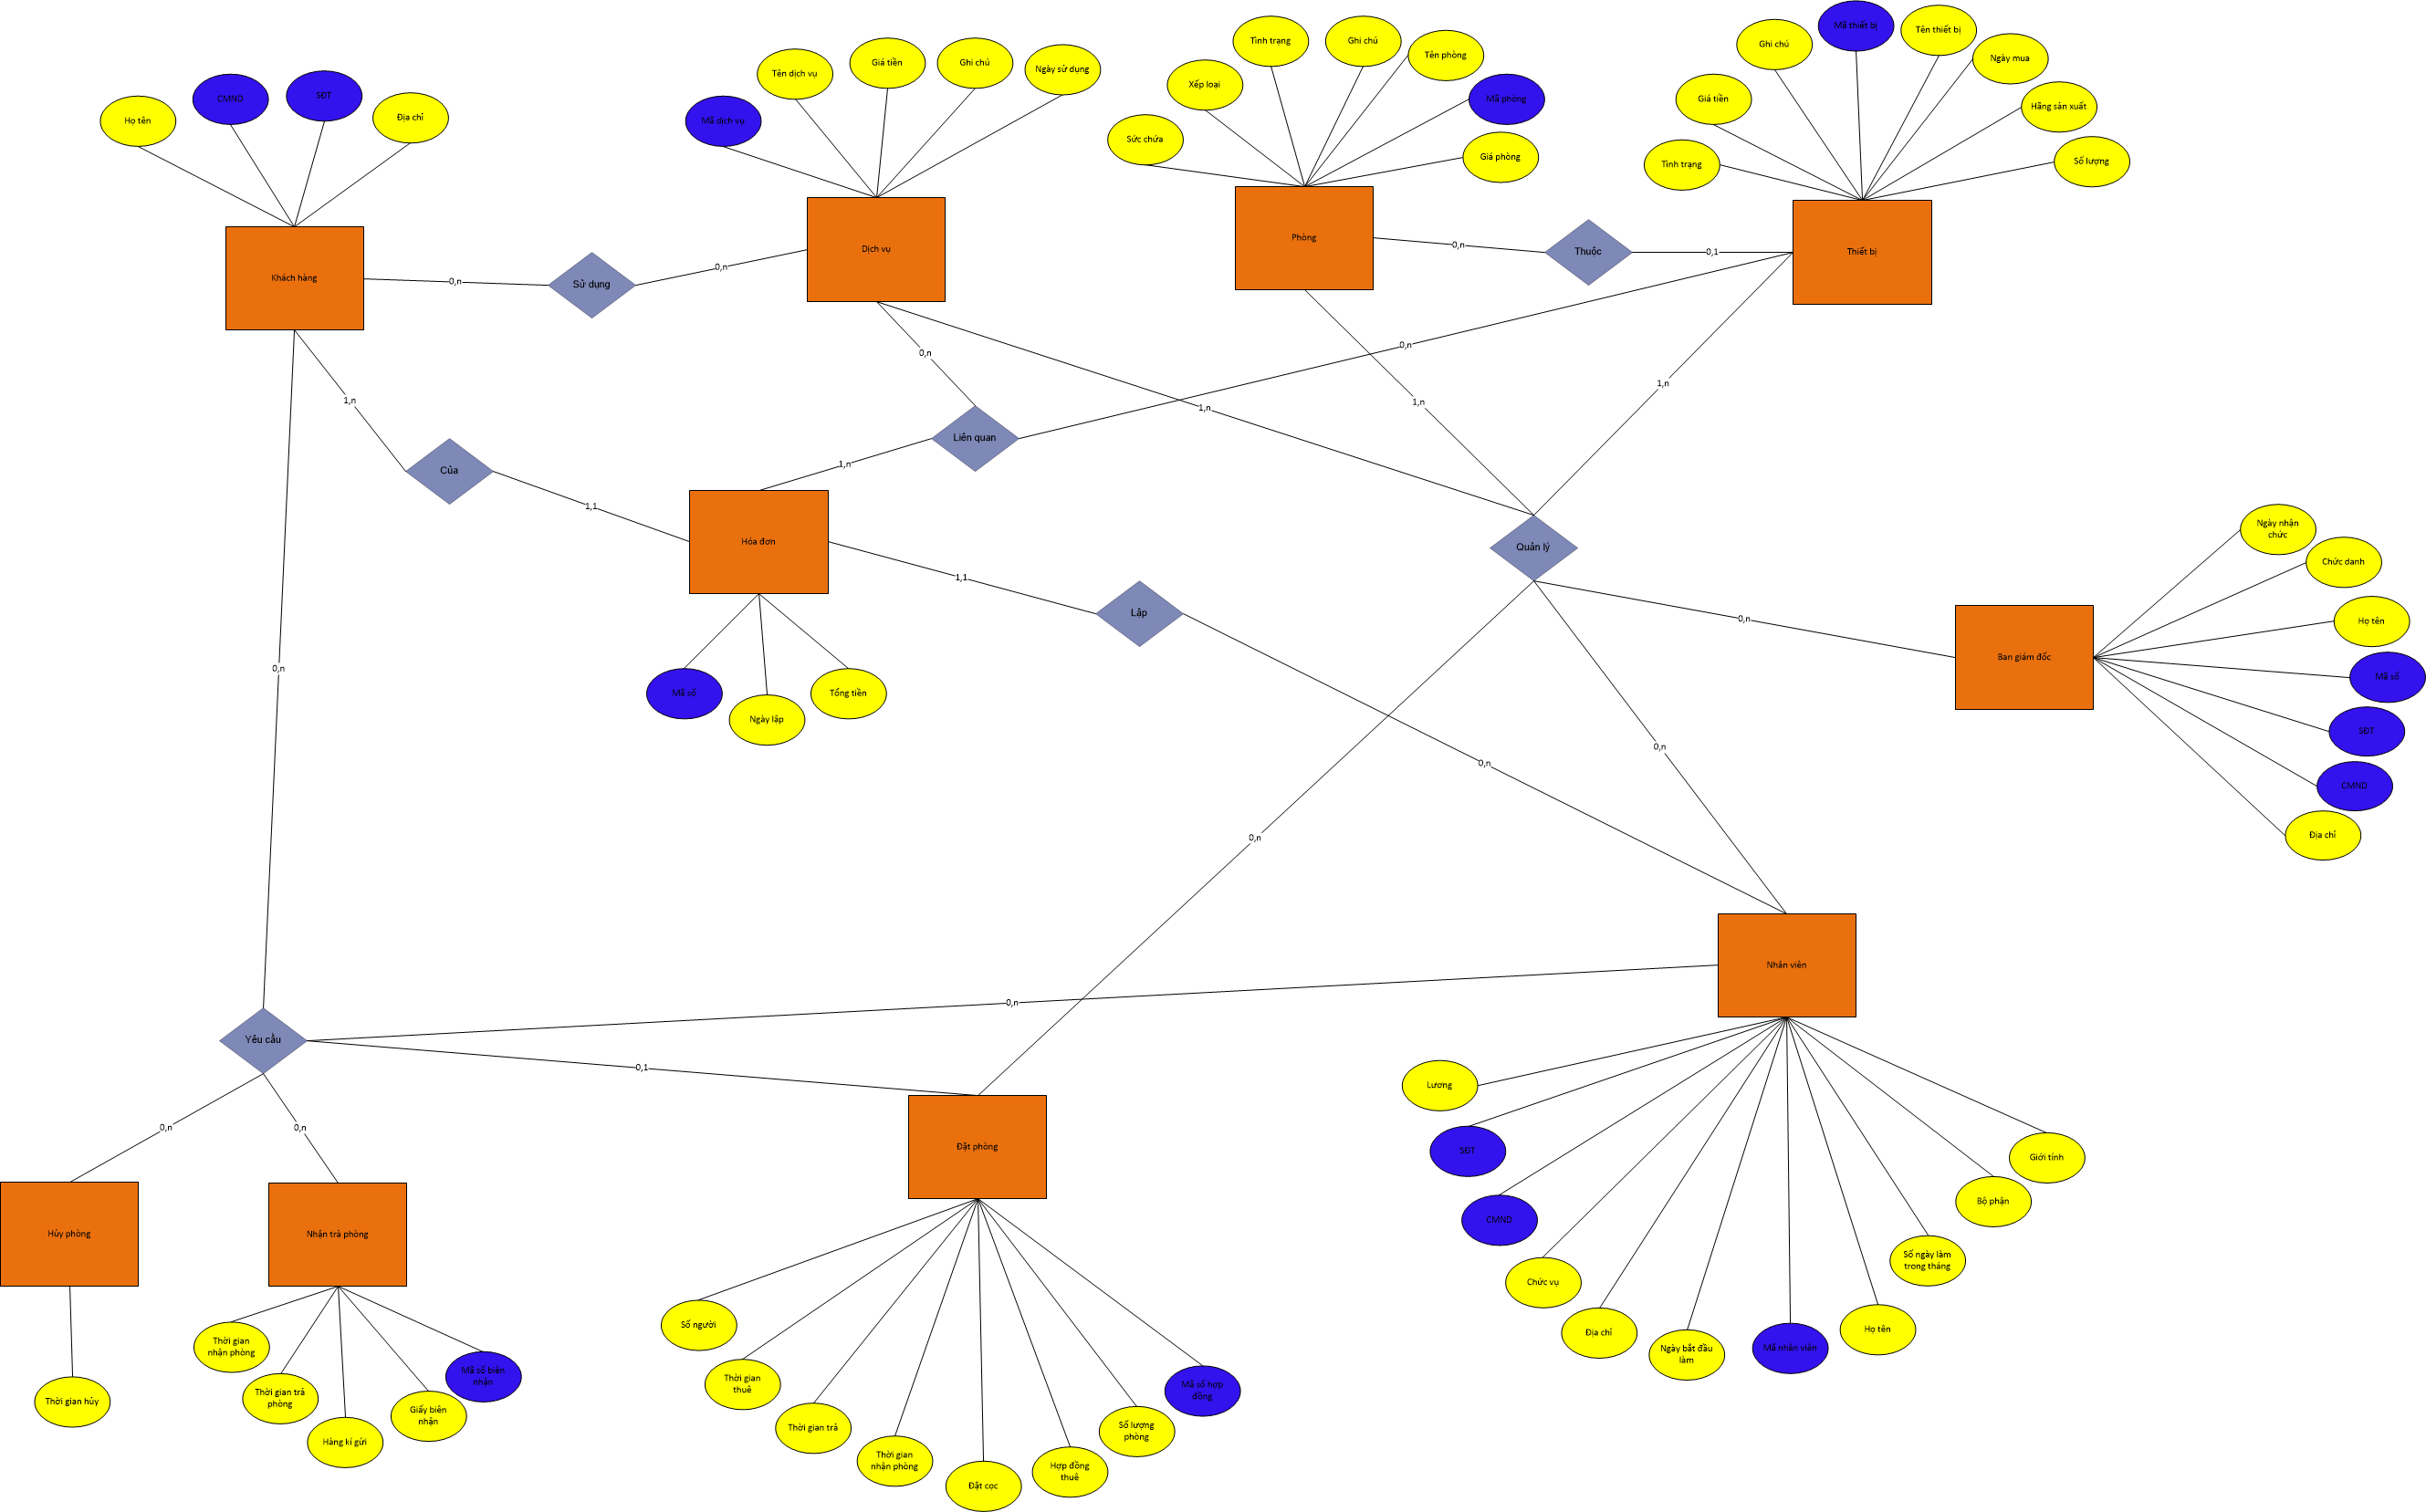 Mã thiết bị
Tên thiết bị
Tình trạng
Ghi chú
Ghi chú
Tên phòng
Ngày mua
Tên dịch vụ
Giá tiền
Ghi chú
Ngày sử dụng
Xếp loại
Mã phòng
Giá tiền
Hãng sản xuất
CMND
SĐT
Họ tên
Địa chỉ
Mã dịch vụ
Sức chứa
Giá phòng
Tình trạng
Số lượng
Khách hàng
Dịch vụ
Phòng
Thiết bị
0,n
Sử dụng
0,n
0,n
Thuộc
0,1
0,n
0,n
1,n
1,n
1,n
1,n
Liên quan
1,n
Của
1,1
Hóa đơn
1,1
Quản lý
Lập
0,n
Ngày nhận
chức
Chức danh
Họ tên
Ban giám đốc
Mã số
SĐT
CMND
Địa chỉ
Mã số
Ngày lập
Tổng tiền
0,n
0,n
0,n
0,n
Nhân viên
0,n
Yêu cầu
0,1
0,n
0,n
Đặt phòng
Hủy phòng
Nhận trả phòng
Lương
SĐT
CMND
Chức vụ
Địa chỉ
Ngày bắt đầu
làm
Mã nhân viên
Họ tên
Số ngày làm
trong tháng
Bộ phận
Giới tính
Thời gian hủy
Thời gian
nhận phòng
Thời gian trả
phòng
Hàng kí gửi
Giấy biên
nhận
Mã số biên
nhận
Số người
Thời gian
thuê
Thời gian trả
Thời gian
nhận phòng
Đặt cọc
Hợp đồng
thuê
Số lượng
phòng
Mã số hợp
đồng